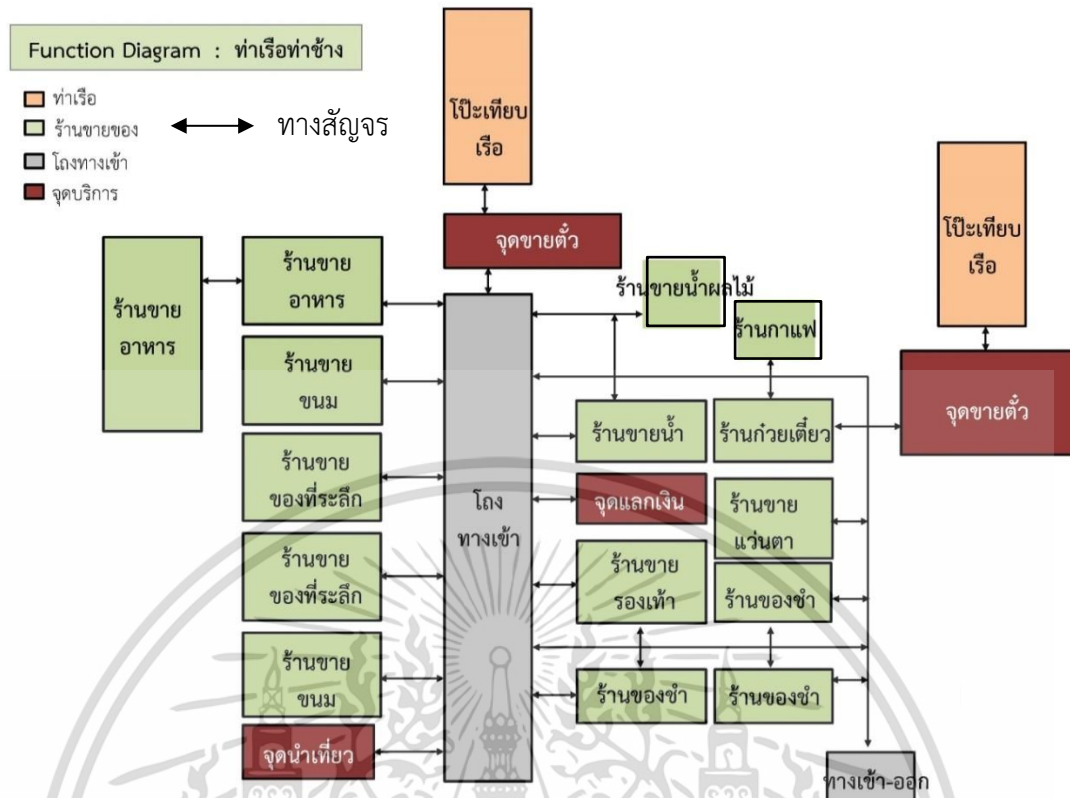 Function Diagram : ท่าเรือท่าช้าง
ท่าเรือ
ร้านขายของ
ทางสัญจร
โถงทางเข้า
จุดบริการ
โป๊ะเทียบ
เรือ
โป๊ะเทียบ
เรือ
จุดขายตั๋ว
ร้านขาย
อาหาร
ร้านขาย
อาหาร
ร้านขายน้ำผลไม้
ร้านกาแฟ
จุดขายตั๋ว
ร้านขาย
ขนม
ร้านขายน้ำ
ร้านก๋วยเตี๋ยว
ร้านขาย
ของที่ระลึก
โถง
ทางเข้า
จุดแลกเงิน
ร้านขาย
แว่นตา
ร้านขาย
ของที่ระลึก
ร้านขาย
รองเท้า
ร้านของชำ
ร้านขาย
ขนม
ร้านของชำ
ร้านของชำ
จุดนำเที่ยว
ทางเข้า-ออก